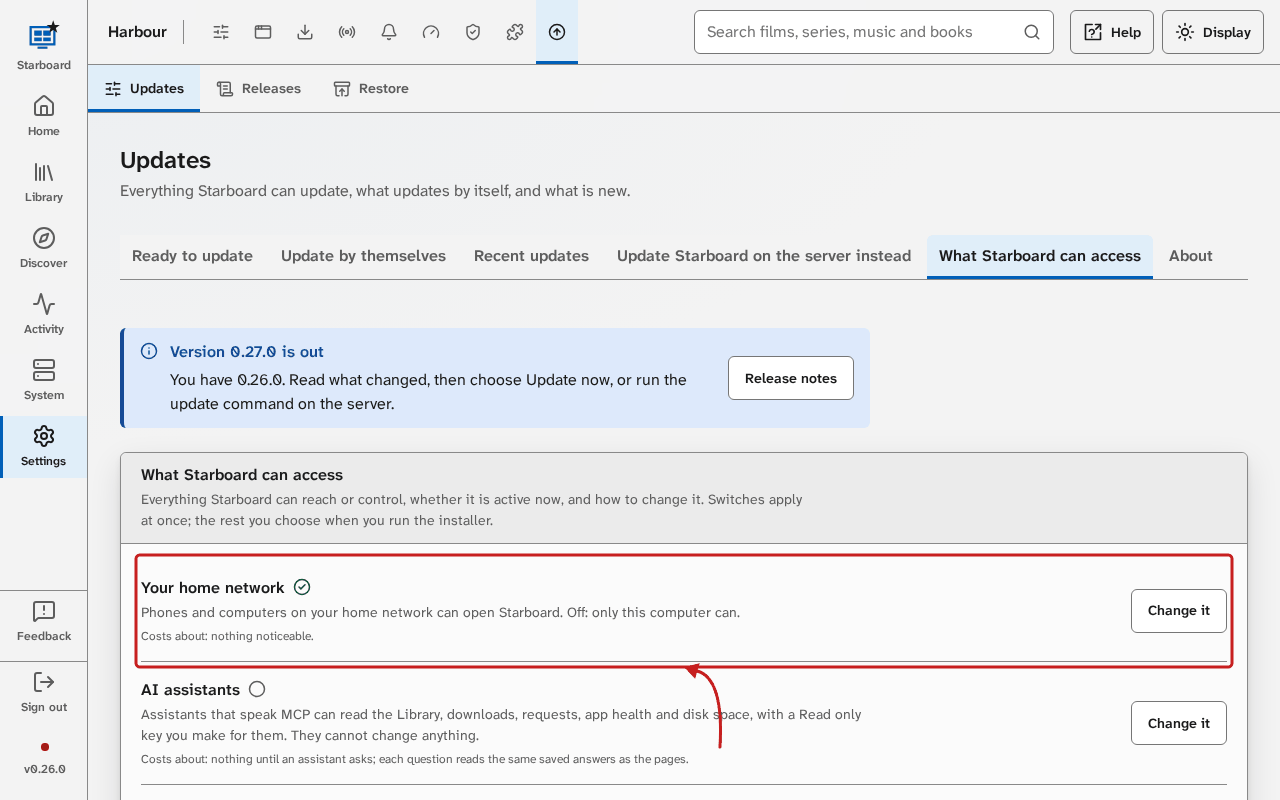 Starboard
Home
Library
Discover
Activity
System
Settings
Feedback
Sign out
v0.26.0
Harbour
Search films, series, music and books
Help
Display
Updates
Releases
Restore
Updates
Everything Starboard can update, what updates by itself, and what is new.
Ready to update
Update by themselves
Recent updates
Update Starboard on the server instead
What Starboard can access
About
Version 0.27.0 is out
You have 0.26.0. Read what changed, then choose Update now, or run the
update command on the server.
Release notes
What Starboard can access
Everything Starboard can reach or control, whether it is active now, and how to change it. Switches apply
at once; the rest you choose when you run the installer.
Your home network
Phones and computers on your home network can open Starboard. Off: only this computer can.
Costs about: nothing noticeable.
Change it
AI assistants
Assistants that speak MCP can read the Library, downloads, requests, app health and disk space, with a Read only
key you make for them. They cannot change anything.
Costs about: nothing until an assistant asks; each question reads the same saved answers as the pages.
Change it